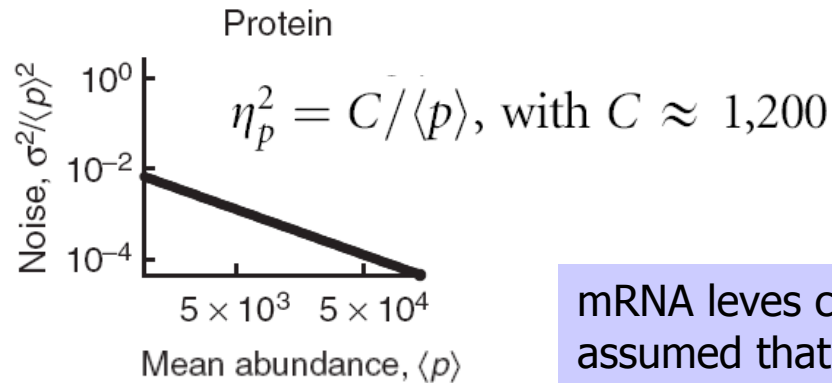 Protein
η²ₚ = C/⟨p⟩, with C ≈ 1,200
Noise, σ²/⟨p⟩²
10⁰
10⁻²
10⁻⁴
5 × 10³ 5 × 10⁴
Mean abundance, ⟨p⟩
mRNA leves
assumed that